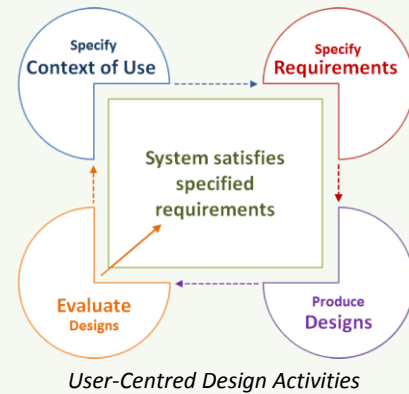 Specify
Context of Use
Specify
Requirements
System satisfies
specified
requirements
Evaluate
Designs
Produce
Designs
User-Centred Design Activities